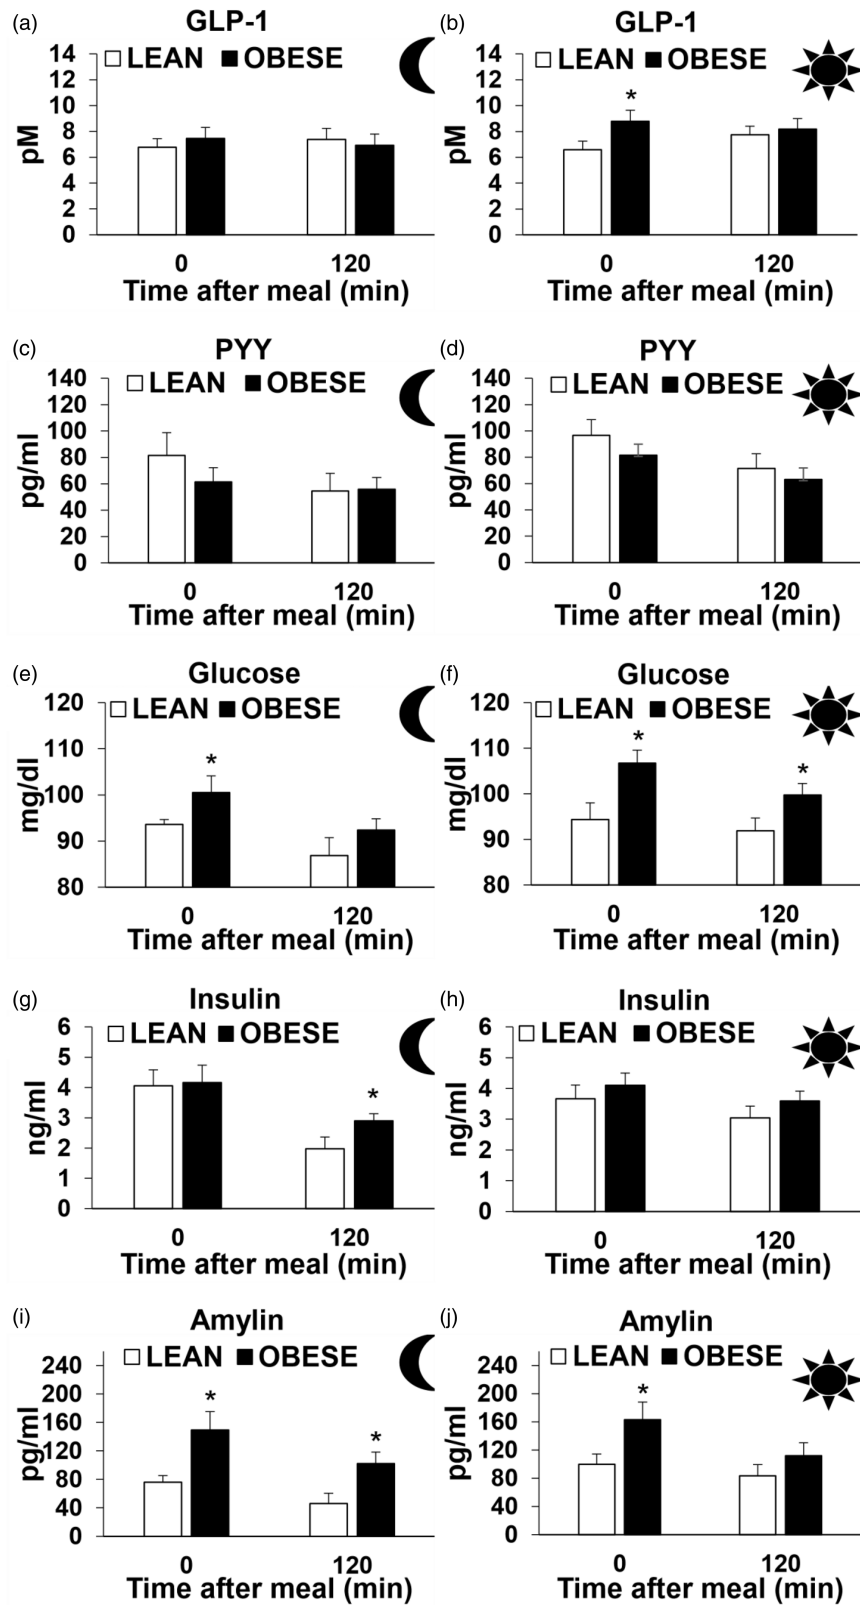 (a) GLP-1
LEAN OBESE
14
12
10
8
6
4
2
0
pM
0 120
Time after meal (min)
(b) GLP-1
LEAN OBESE
14
12
10
8
6
4
2
0
pM
*
0 120
Time after meal (min)
(c) PYY
LEAN OBESE
140
120
100
80
60
40
20
0
pg/ml
0 120
Time after meal (min)
(d) PYY
LEAN OBESE
140
120
100
80
60
40
20
0
pg/ml
0 120
Time after meal (min)
(e) Glucose
LEAN OBESE
120
110
100
90
80
mg/dl
*
0 120
Time after meal (min)
(f) Glucose
LEAN OBESE
120
110
100
90
80
mg/dl
*
*
0 120
Time after meal (min)
(g) Insulin
LEAN OBESE
6
5
4
3
2
1
0
ng/ml
*
0 120
Time after meal (min)
(h) Insulin
LEAN OBESE
6
5
4
3
2
1
0
ng/ml
0 120
Time after meal (min)
(i) Amylin
LEAN OBESE
240
200
160
120
80
40
0
pg/ml
*
*
0 120
Time after meal (min)
(j) Amylin
LEAN OBESE
240
200
160
120
80
40
0
pg/ml
*
0 120
Time after meal (min)